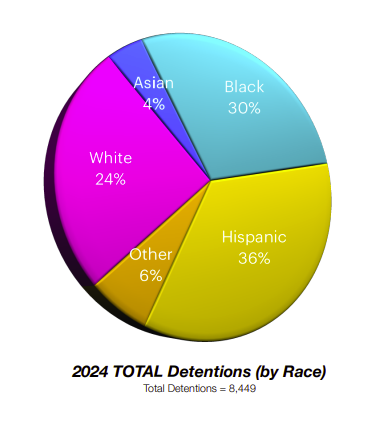 Asian
4%
Black
30%
White
24%
Hispanic
36%
Other
6%
2024 TOTAL Detentions (by Race)
Total Detentions = 8,449